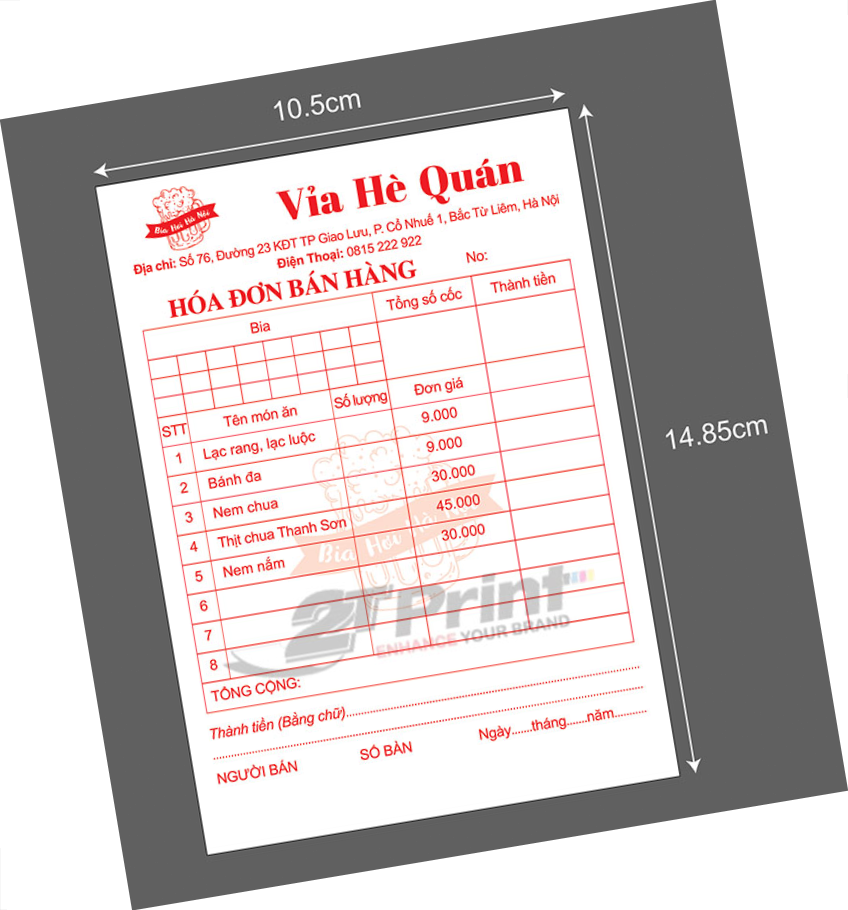 10.5cm
14.85cm
Bia Hơi Hà Nội
Vỉa Hè Quán
Địa chỉ: Số 76, Đường 23 KĐT TP Giao Lưu, P. Cổ Nhuế 1, Bắc Từ Liêm, Hà Nội
Điện Thoại: 0815 222 922
HÓA ĐƠN BÁN HÀNG No:
Bia Tổng số cốc Thành tiền
STT Tên món ăn Số lượng Đơn giá
1 Lạc rang, lạc luộc 9.000
2 Bánh đa 9.000
3 Nem chua 30.000
4 Thịt chua Thanh Sơn 45.000
5 Nem nắm 30.000
6
7
8
Bia Hơi Hà Nội
2T Print
ENHANCE YOUR BRAND
TỔNG CỘNG:
Thành tiền (Bằng chữ)
Ngày......tháng......năm..........
NGƯỜI BÁN SỐ BÀN